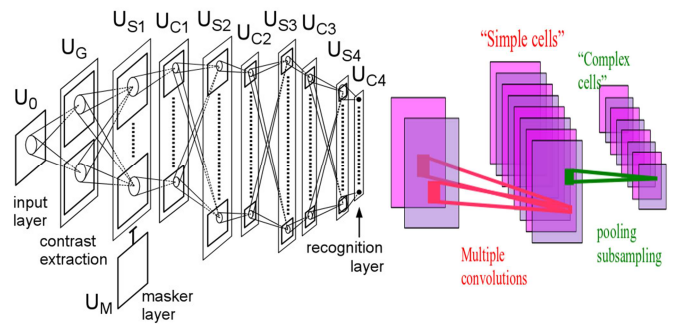 U0
UG
US1
UC1
US2
UC2
US3
UC3
US4
UC4
input
layer
contrast
extraction
UM
masker
layer
recognition
layer
“Simple cells”
“Complex
cells”
Multiple
convolutions
pooling
subsampling